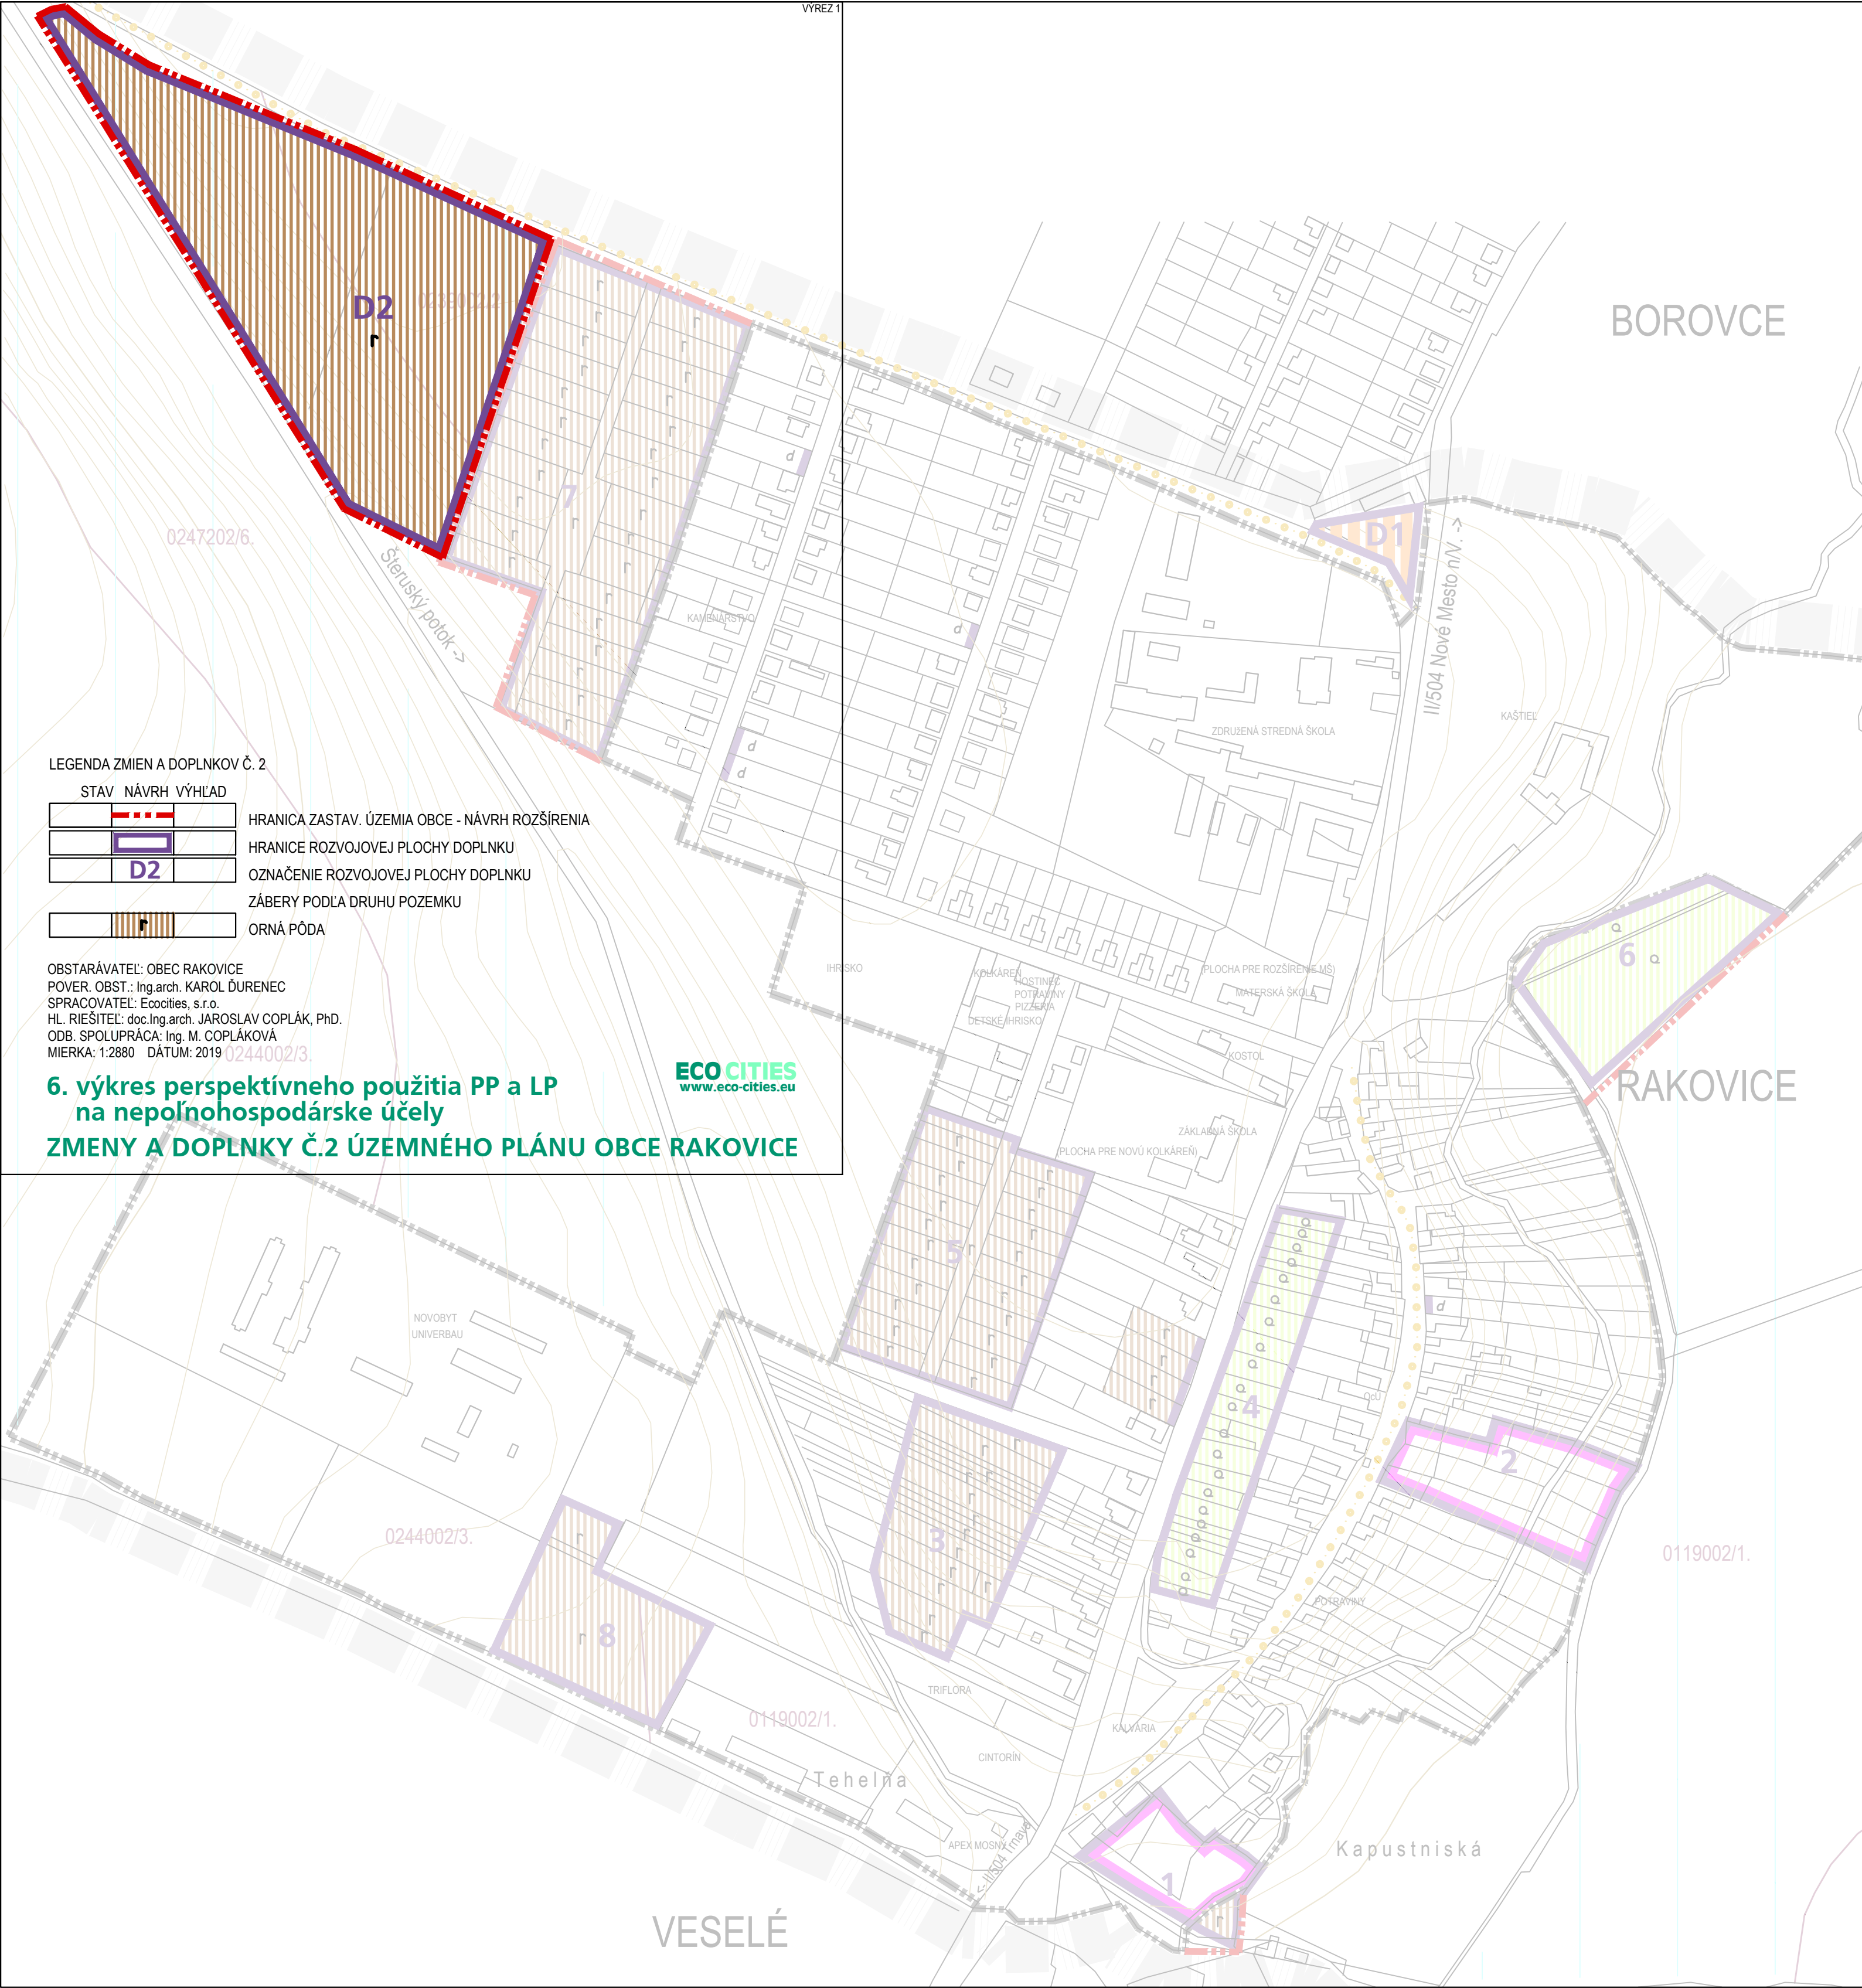 VÝREZ 1
BOROVCE
D2
0239002/2.
7
D1
II/504 Nové Mesto n/V. ->
0247202/6.
Šteruský potok ->
KAMENÁRSTVO
d
d
d
d
ZDRUžENÁ STREDNÁ ŠKOLA
KAŠTIEĽ
LEGENDA ZMIEN A DOPLNKOV Č. 2
STAV NÁVRH VÝHĽAD
HRANICA ZASTAV. ÚZEMIA OBCE - NÁVRH ROZŠÍRENIA
HRANICE ROZVOJOVEJ PLOCHY DOPLNKU
D2 OZNAČENIE ROZVOJOVEJ PLOCHY DOPLNKU
ZÁBERY PODĽA DRUHU POZEMKU
ORNÁ PÔDA
OBSTARÁVATEĽ: OBEC RAKOVICE
POVER. OBST.: Ing.arch. KAROL ĎURENEC
SPRACOVATEĽ: Ecocities, s.r.o.
HL. RIEŠITEĽ: doc.Ing.arch. JAROSLAV COPLÁK, PhD.
ODB. SPOLUPRÁCA: Ing. M. COPLÁKOVÁ
MIERKA: 1:2880 DÁTUM: 2019
0244002/3.
6. výkres perspektívneho použitia PP a LP
na nepoľnohospodárske účely
ECO CITIES
www.eco-cities.eu
ZMENY A DOPLNKY Č.2 ÚZEMNÉHO PLÁNU OBCE RAKOVICE
IHRISKO
KOLKÁREŇ
HOSTINEC
POTRAVINY
PIZZERIA
DETSKÉ IHRISKO
(PLOCHA PRE ROZŠÍRENIE MŠ)
MATERSKÁ ŠKOLA
KOSTOL
6
RAKOVICE
ZÁKLADNÁ ŠKOLA
(PLOCHA PRE NOVÚ KOLKÁREŇ)
5
NOVOBYT
UNIVERBAU
d
OcÚ
4
2
0244002/3.
3
0119002/1.
8
POTRAVINY
TRIFLORA
0119002/1.
KALVÁRIA
CINTORÍN
Tehelňa
APEX MOSNÝ
<- II/504 Trnava
Kapustniská
1
VESELÉ